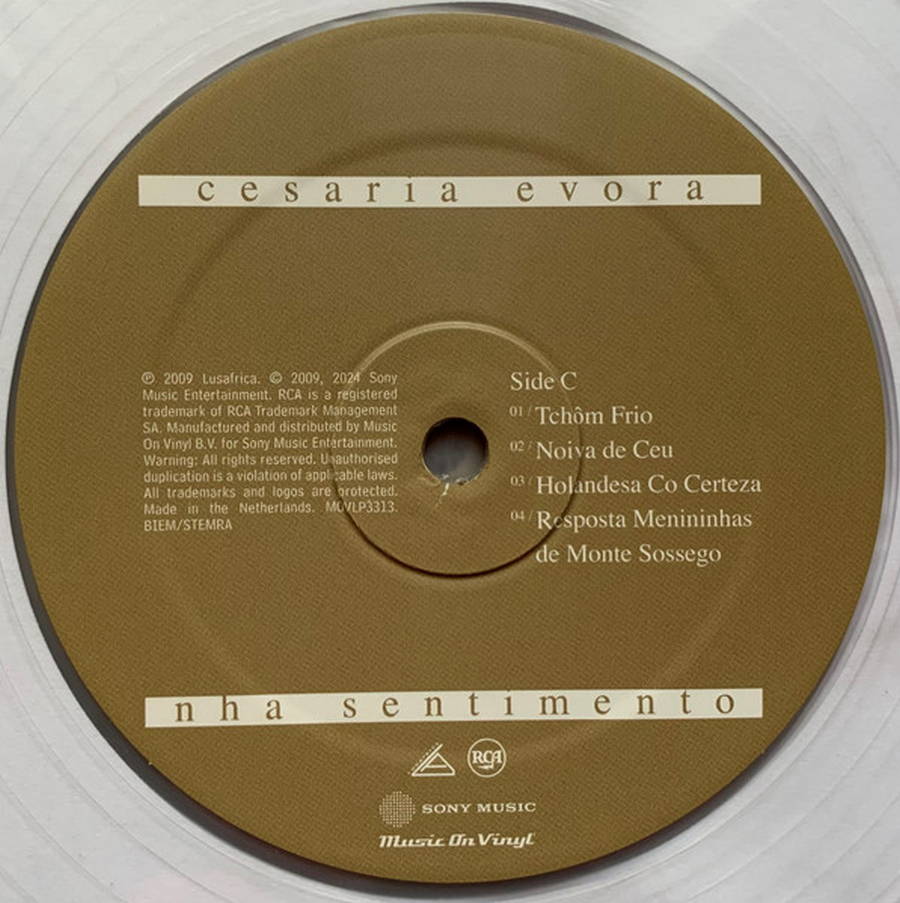 cesaria evora
℗ 2009 Lusafrica. © 2009, 2024 Sony
Music Entertainment. RCA is a registered
trademark of RCA Trademark Management
SA. Manufactured and distributed by Music
On Vinyl B.V. for Sony Music Entertainment.
Warning: All rights reserved. Unauthorised
duplication is a violation of applicable laws.
All trademarks and logos are protected.
Made in the Netherlands. MOVLP3313.
BIEM/STEMRA
Side C
01/ Tchôm Frio
02/ Noiva de Ceu
03/ Holandesa Co Certeza
04/ Resposta Menininhas
de Monte Sossego
nha sentimento
RCA
SONY MUSIC
Music On Vinyl